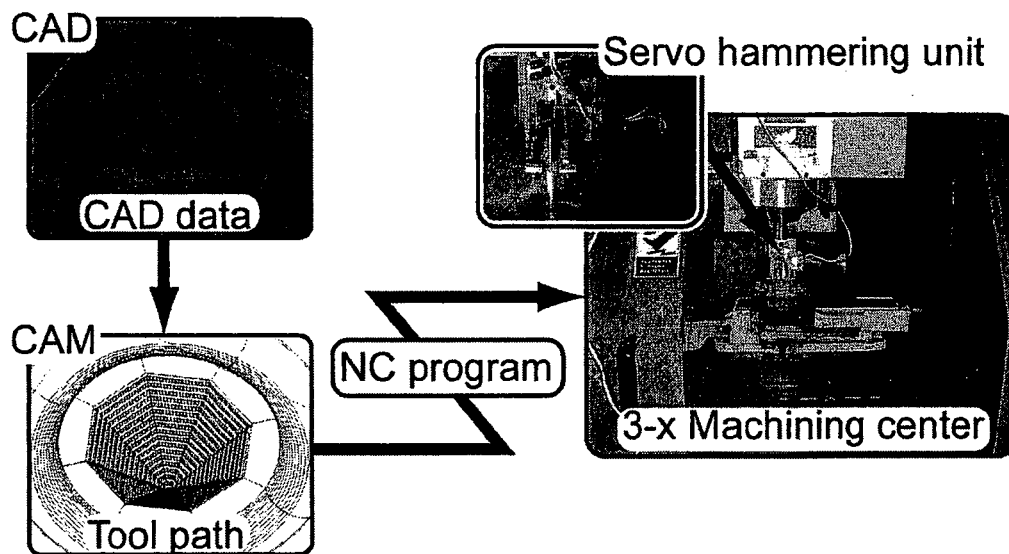 CAD
CAD data
CAM
Tool path
NC program
Servo hammering unit
3-x Machining center